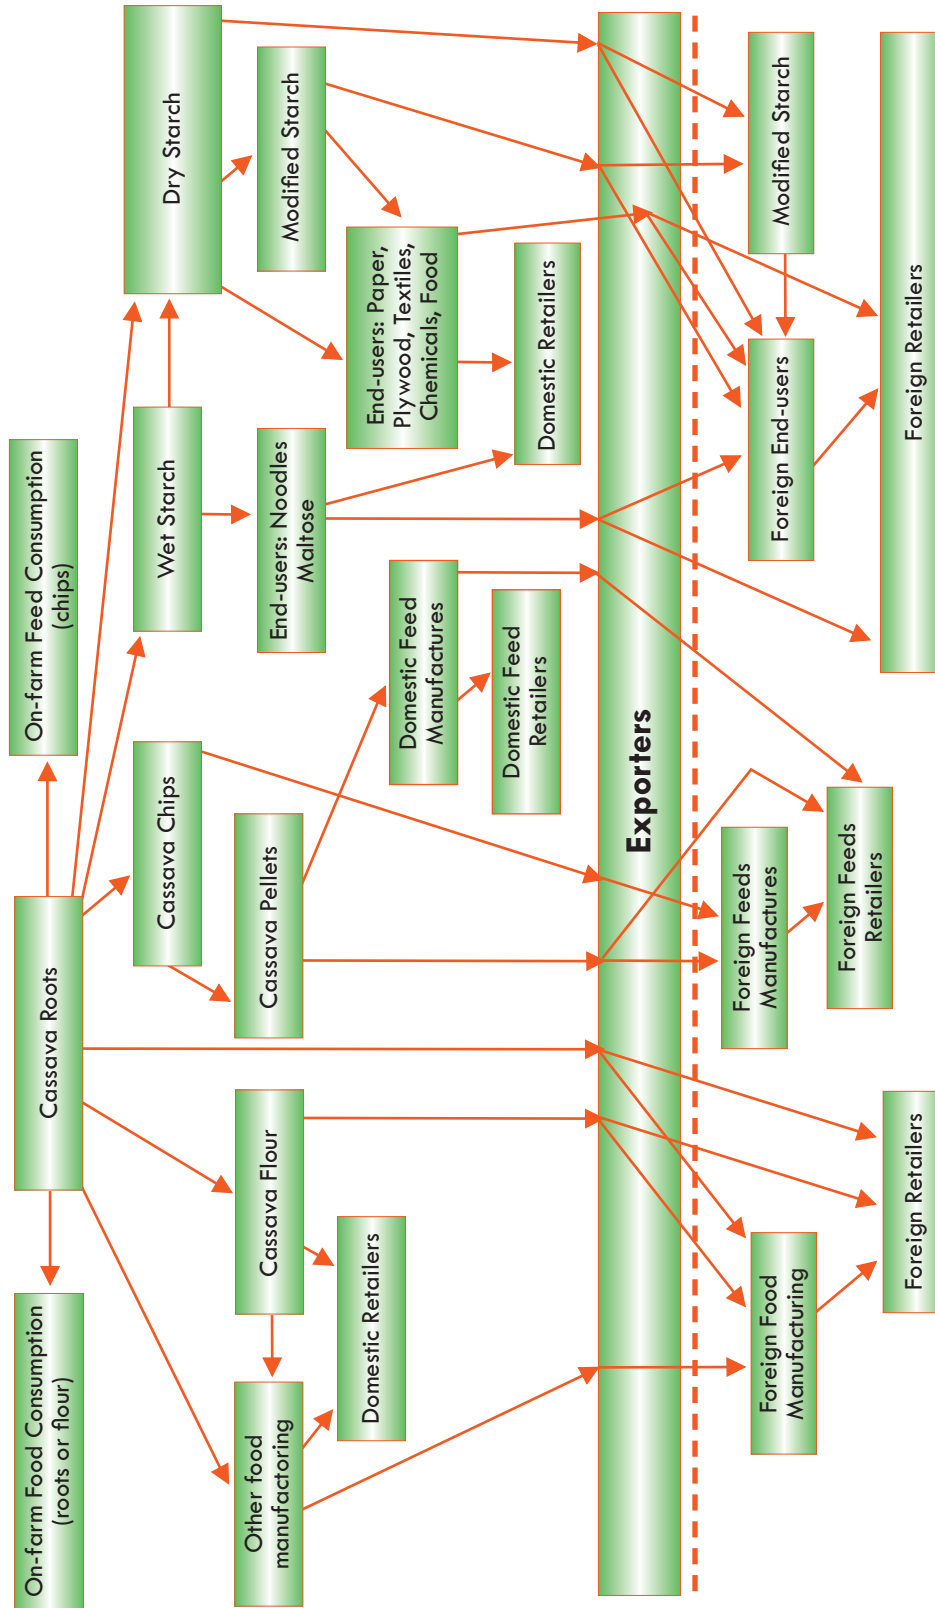 On-farm Food Consumption
(roots or flour)
Cassava Roots
On-farm Feed Consumption
(chips)
Dry Starch
Wet Starch
Cassava Chips
Modified Starch
End-users: Noodles
Maltose
Cassava Pellets
Cassava Flour
Other food
manufactoring
End-users: Paper,
Plywood, Textiles,
Chemicals, Food
Domestic Retailers
Domestic Feed
Manufactures
Domestic Feed
Retailers
Domestic Retailers
Exporters
Foreign Food
Manufacturing
Foreign Feeds
Manufactures
Foreign End-users
Modified Starch
Foreign Retailers
Foreign Feeds
Retailers
Foreign Retailers